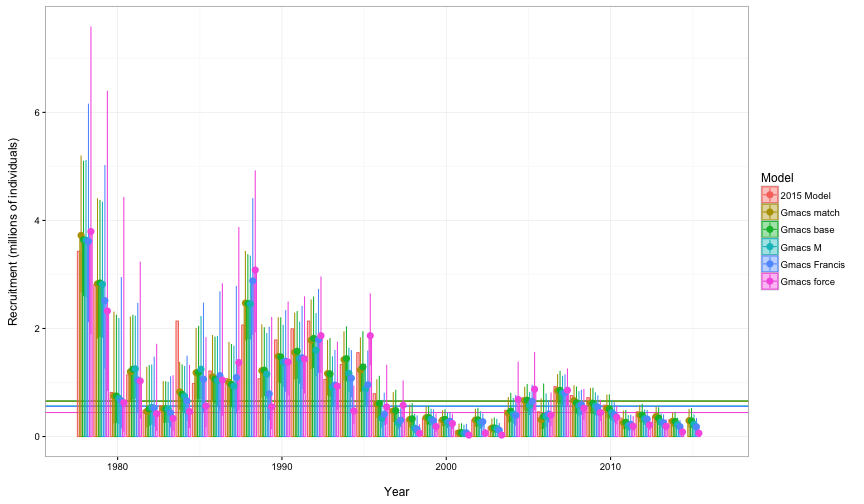 Recruitment (millions of individuals)
6
4
2
0
1980
1990
2000
2010
Year
Model
2015 Model
Gmacs match
Gmacs base
Gmacs M
Gmacs Francis
Gmacs force